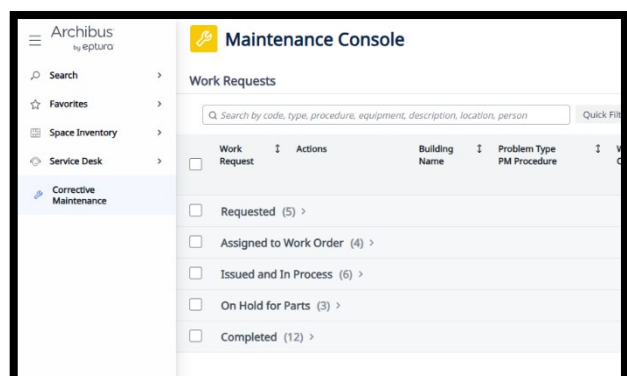 Archibus
by eptura
Search
Favorites
Space Inventory
Service Desk
Corrective
Maintenance
Maintenance Console
Work Requests
Search by code, type, procedure, equipment, description, location, person
Quick Filt
Work Request
Actions
Building Name
Problem Type
PM Procedure
Requested (5)
Assigned to Work Order (4)
Issued and In Process (6)
On Hold for Parts (3)
Completed (12)